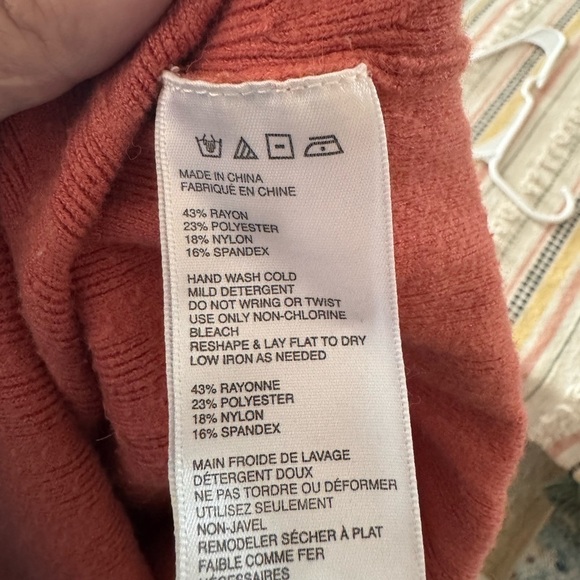 MADE IN CHINA
FABRIQUÉ EN CHINE
43% RAYON
23% POLYESTER
18% NYLON
16% SPANDEX
HAND WASH COLD
MILD DETERGENT
DO NOT WRING OR TWIST
USE ONLY NON-CHLORINE
BLEACH
RESHAPE & LAY FLAT TO DRY
LOW IRON AS NEEDED
43% RAYONNE
23% POLYESTER
18% NYLON
16% SPANDEX
MAIN FROIDE DE LAVAGE
DÉTERGENT DOUX
NE PAS TORDRE OU DÉFORMER
UTILISEZ SEULEMENT
NON-JAVEL
REMODELER SÉCHER À PLAT
FAIBLE COMME FER
NÉCESSAIRES